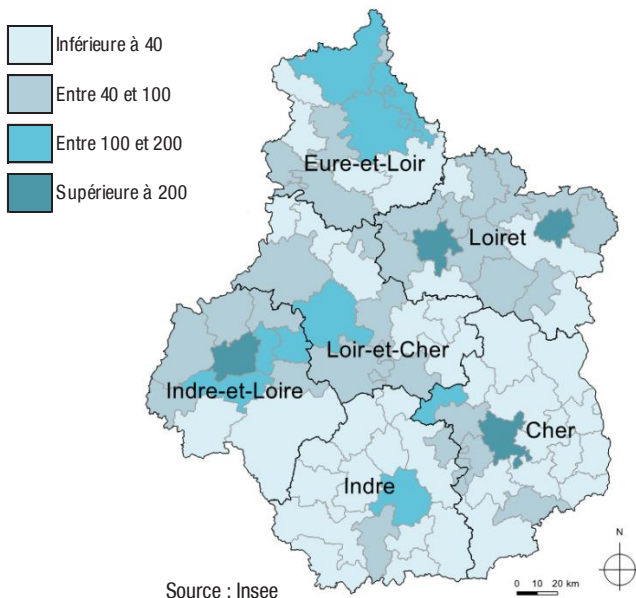 Inférieure à 40
Entre 40 et 100
Entre 100 et 200
Supérieure à 200
Eure-et-Loir
Loiret
Loir-et-Cher
Indre-et-Loire
Cher
Indre
N
0 10 20 km
Source : Insee